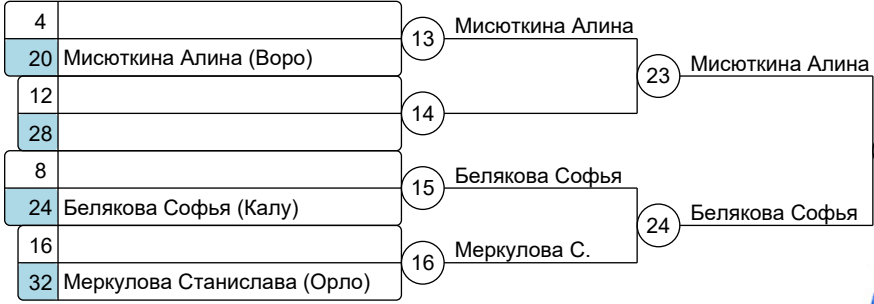 4
13
Мисюткина Алина
20 Мисюткина Алина (Воро)
23
Мисюткина Алина
12
14
28
8
15
Белякова Софья
24 Белякова Софья (Калу)
24
Белякова Софья
16
16
Меркулова С.
32 Меркулова Станислава (Орло)